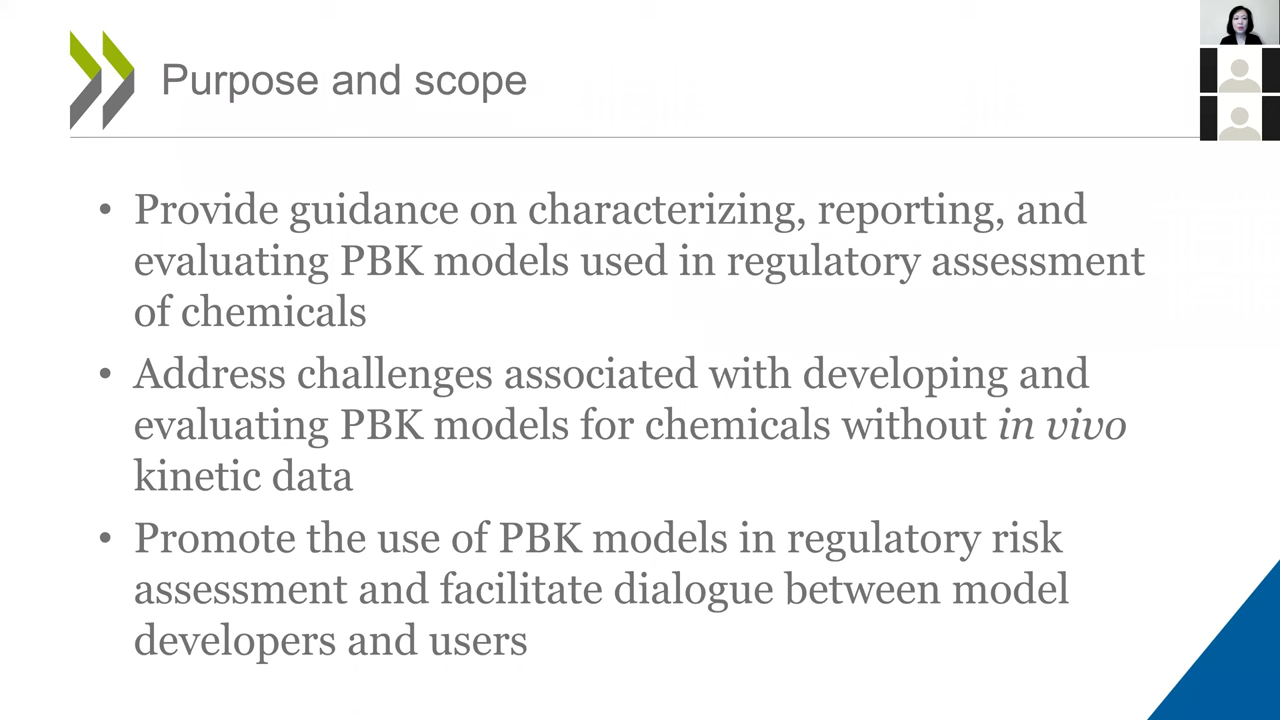 Purpose and scope
• Provide guidance on characterizing, reporting, and
evaluating PBK models used in regulatory assessment
of chemicals
• Address challenges associated with developing and
evaluating PBK models for chemicals without in vivo
kinetic data
• Promote the use of PBK models in regulatory risk
assessment and facilitate dialogue between model
developers and users